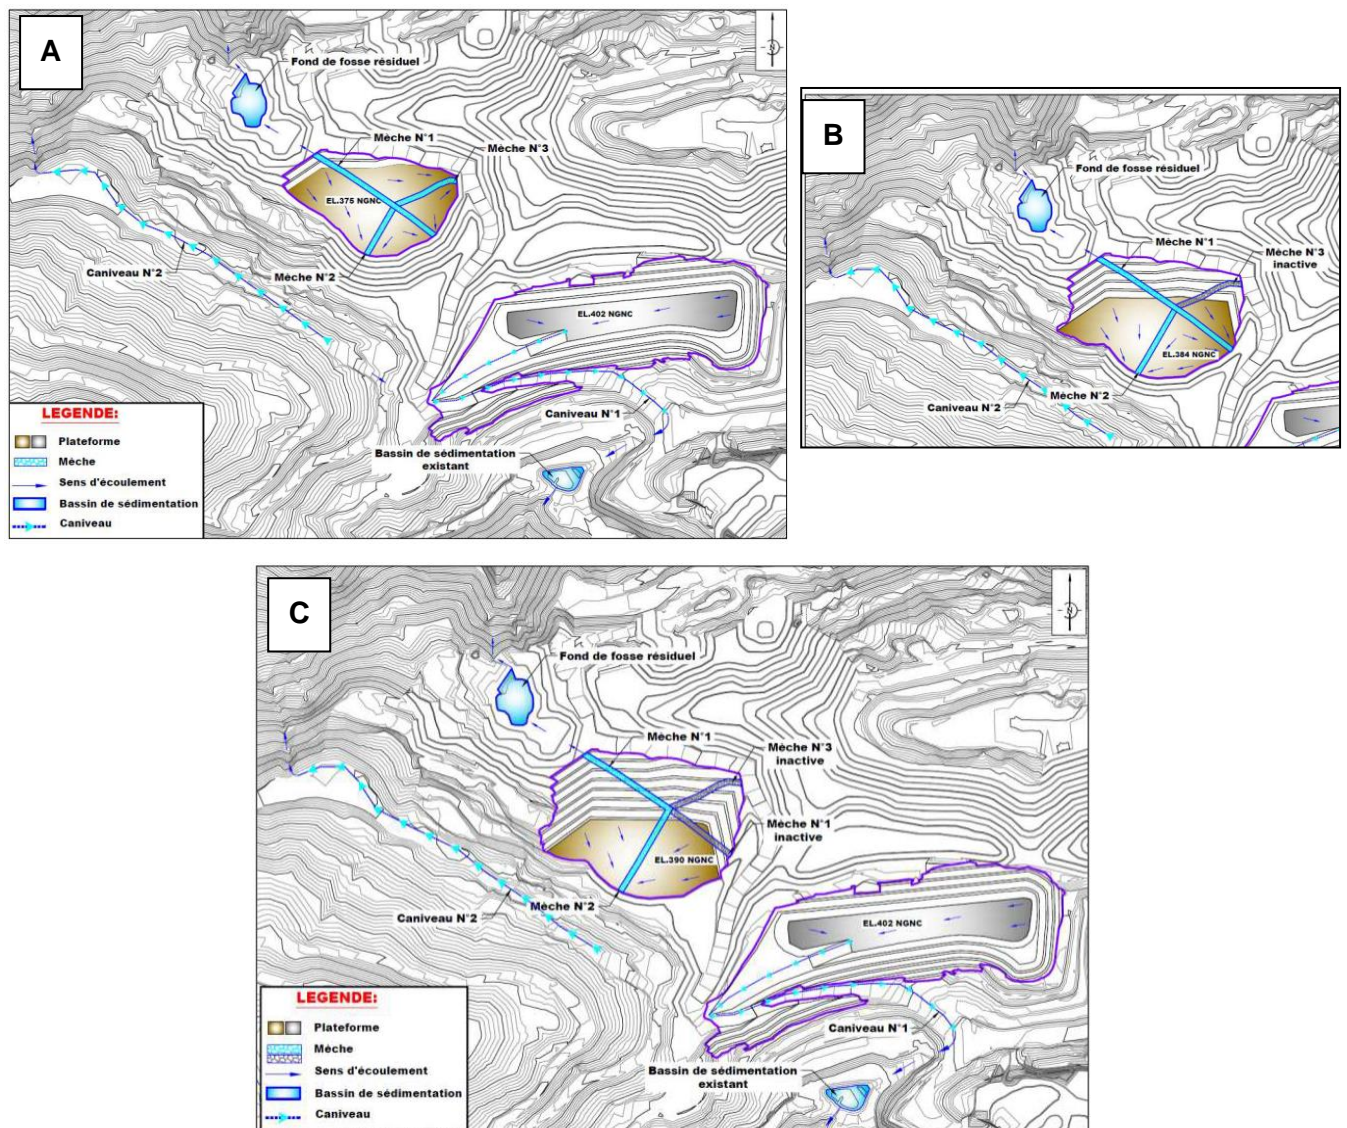 A
Fond de fosse résiduel
Mèche N°1
Mèche N°3
EL.375 NGNC
Caniveau N°2
Mèche N°2
EL.402 NGNC
Caniveau N°1
Bassin de sédimentation
existant
N
LEGENDE:
Plateforme
Mèche
Sens d'écoulement
Bassin de sédimentation
Caniveau
B
Fond de fosse résiduel
Mèche N°1
Mèche N°3
inactive
EL.384 NGNC
Mèche N°2
Caniveau N°2
C
N
Fond de fosse résiduel
Mèche N°1
Mèche N°3
inactive
Mèche N°1
inactive
EL.390 NGNC
Mèche N°2
Caniveau N°2
EL.402 NGNC
Caniveau N°1
Bassin de sédimentation
existant
LEGENDE:
Plateforme
Mèche
Sens d'écoulement
Bassin de sédimentation
Caniveau